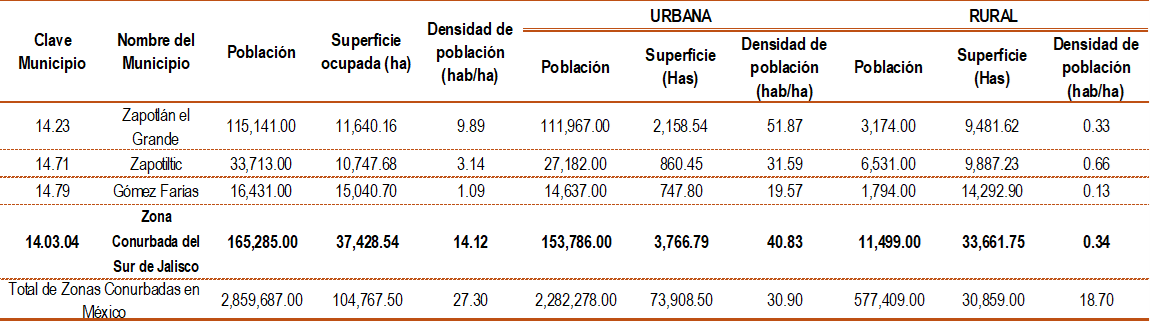 URBANA RURAL
Clave Municipio Nombre del Municipio Población Superficie ocupada (ha) Densidad de población (hab/ha) Población Superficie (Has) Densidad de población (hab/ha) Población Superficie (Has) Densidad de población (hab/ha)
14.23 Zapotlán el Grande 115,141.00 11,640.16 9.89 111,967.00 2,158.54 51.87 3,174.00 9,481.62 0.33
14.71 Zapotiltic 33,713.00 10,747.68 3.14 27,182.00 860.45 31.59 6,531.00 9,887.23 0.66
14.79 Gómez Farías 16,431.00 15,040.70 1.09 14,637.00 747.80 19.57 1,794.00 14,292.90 0.13
14.03.04 Zona Conurbada del Sur de Jalisco 165,285.00 37,428.54 14.12 153,786.00 3,766.79 40.83 11,499.00 33,661.75 0.34
Total de Zonas Conurbadas en México 2,859,687.00 104,767.50 27.30 2,282,278.00 73,908.50 30.90 577,409.00 30,859.00 18.70